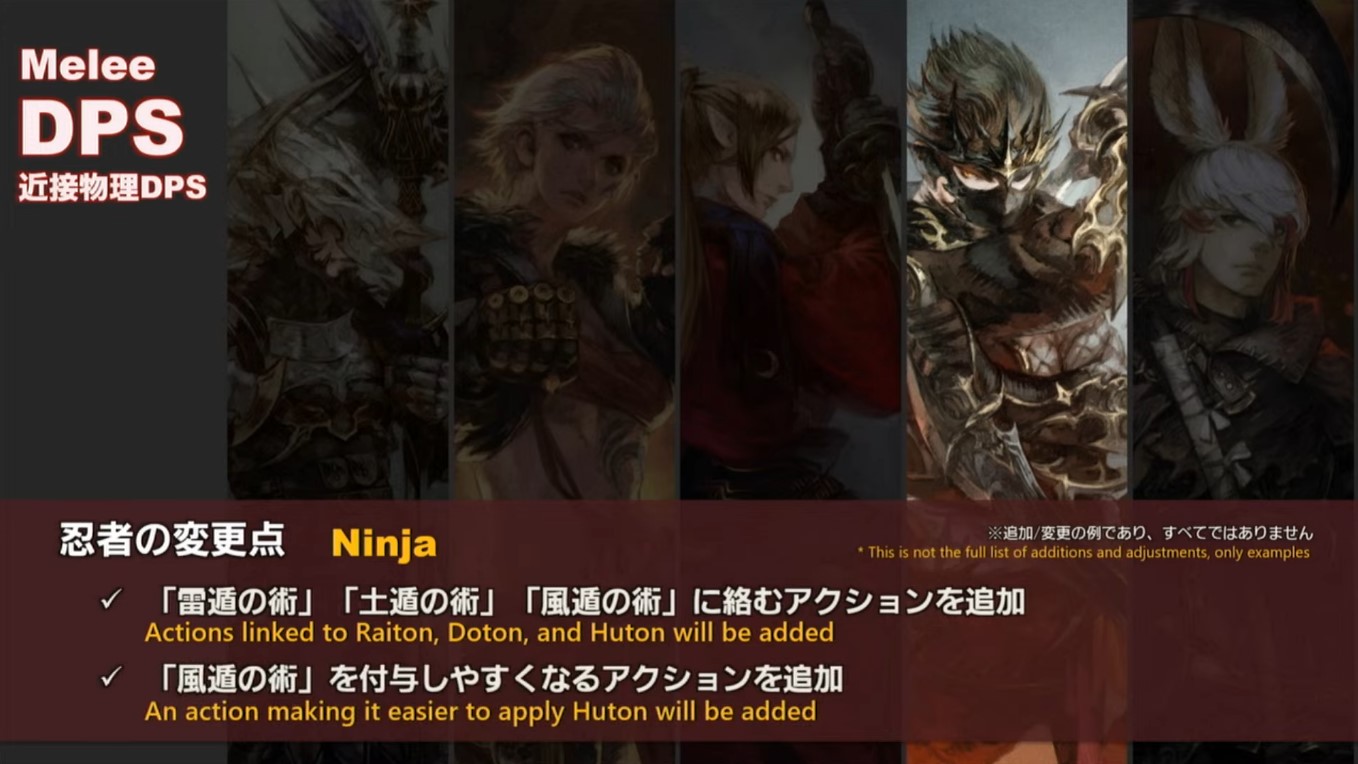 Melee
DPS
近接物理DPS
忍者の変更点 Ninja
※追加/変更の例であり、すべてではありません
* This is not the full list of additions and adjustments, only examples
✓ 「雷遁の術」「土遁の術」「風遁の術」に絡むアクションを追加
Actions linked to Raiton, Doton, and Huton will be added
✓ 「風遁の術」を付与しやすくなるアクションを追加
An action making it easier to apply Huton will be added